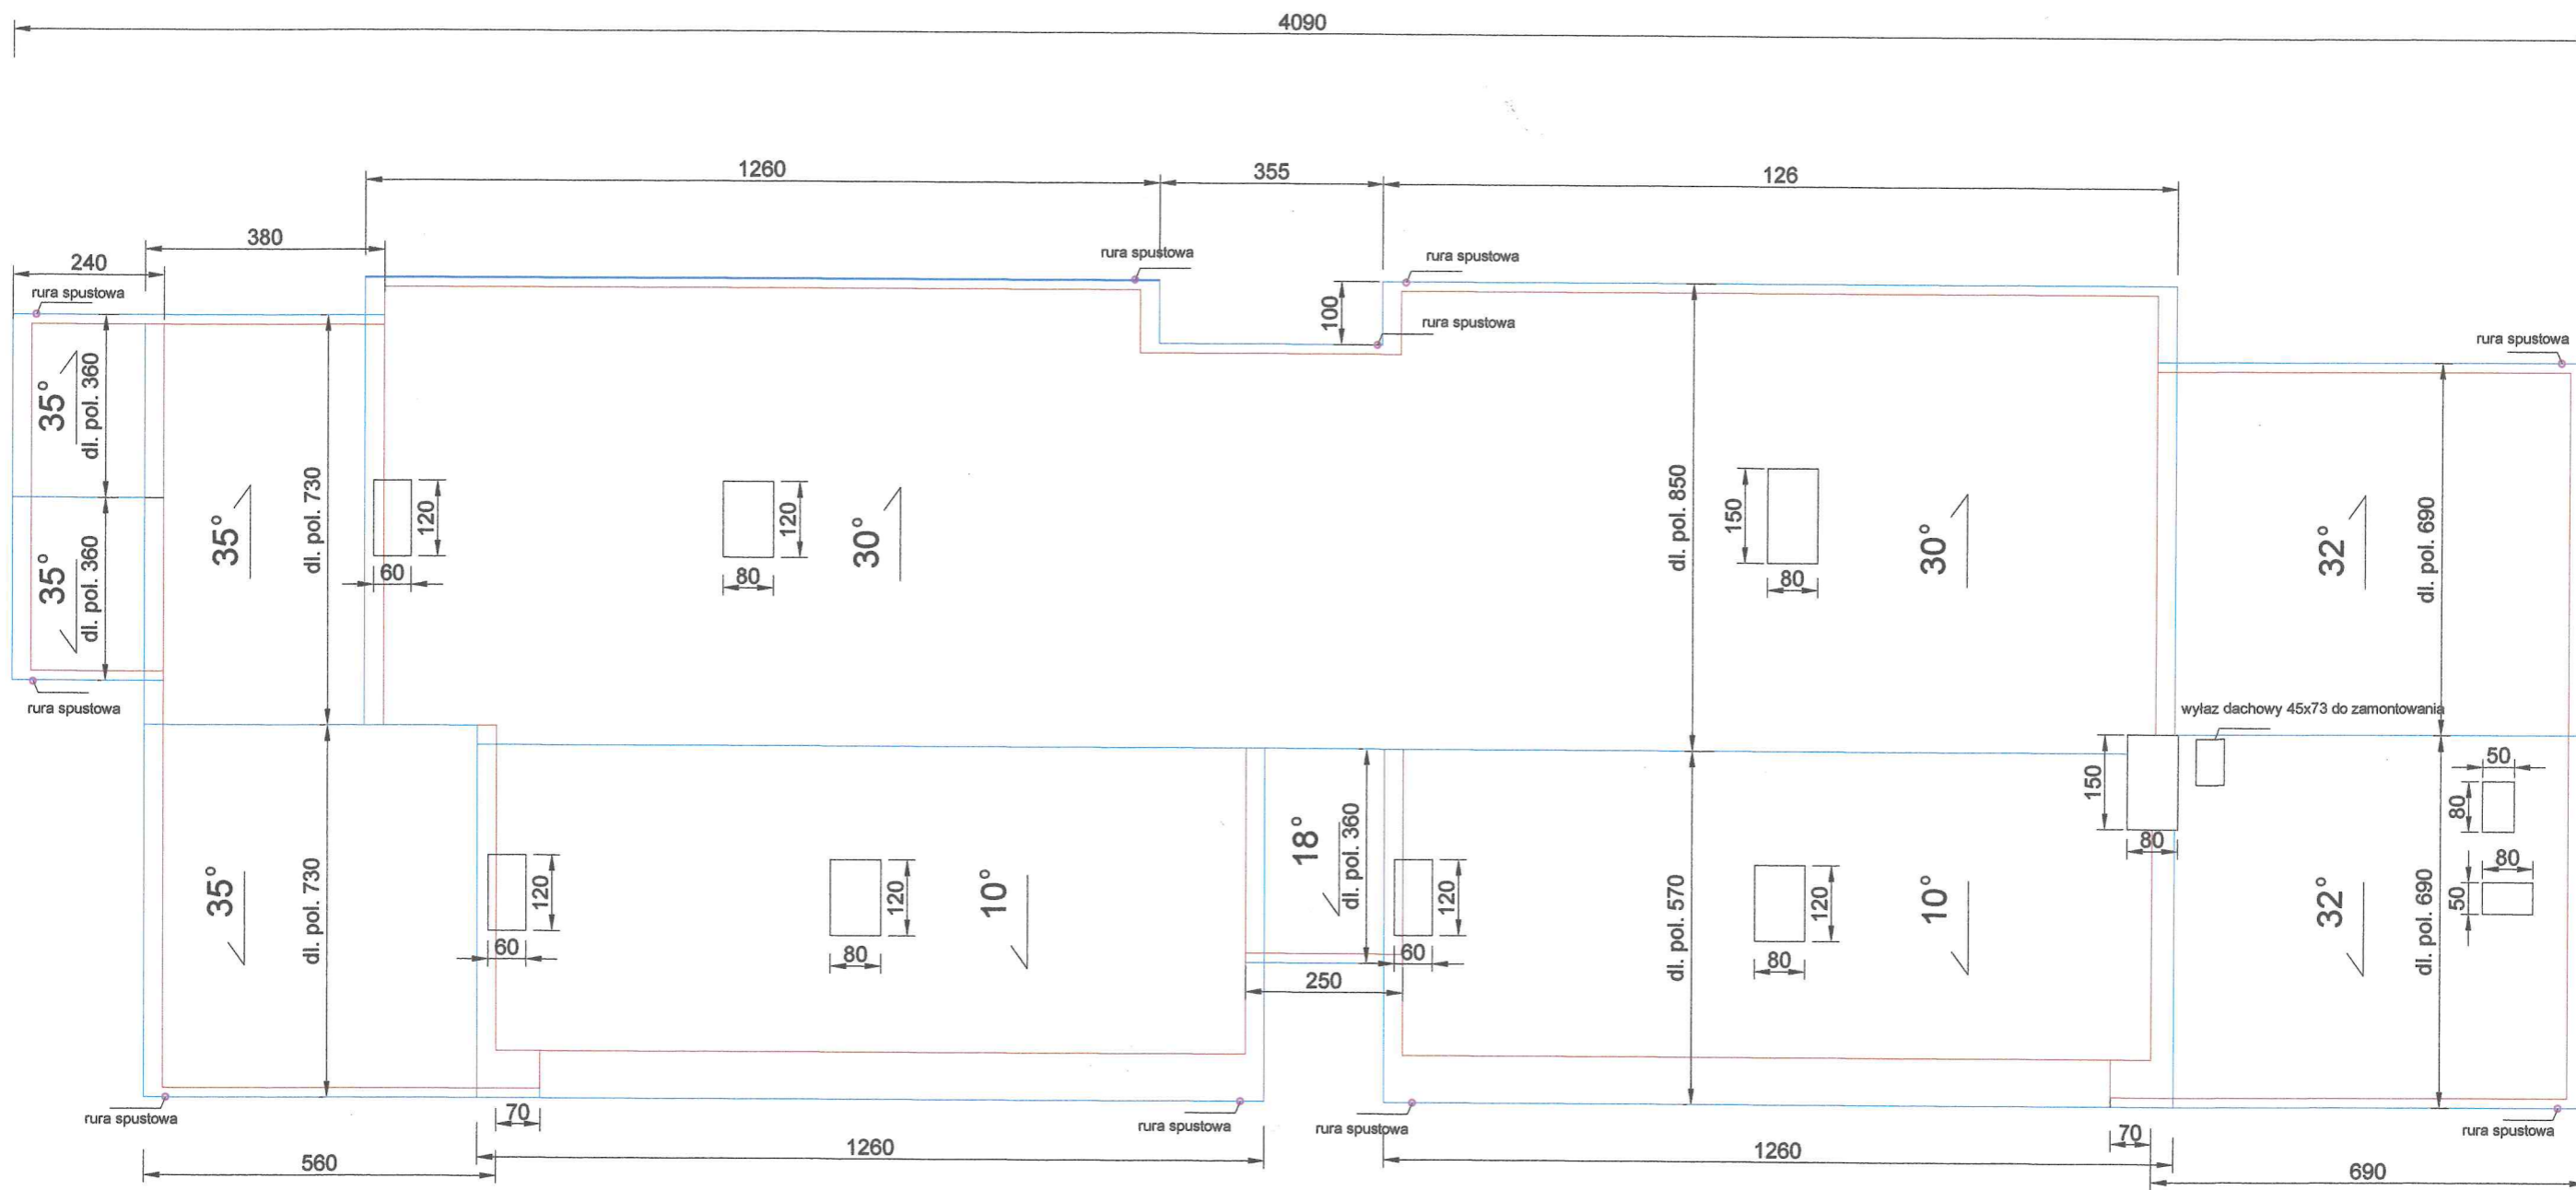 4090
1260
355
126
380
240
rura spustowa
rura spustowa
rura spustowa
100
rura spustowa
rura spustowa
35°
dl. pol. 360
35°
dl. pol. 360
35°
dl. pol. 730
120
60
120
80
30°
dl. pol. 850
150
80
30°
32°
dl. pol. 690
rura spustowa
wyłaz dachowy 45x73 do zamontowania
150
80
50
80
80
50
35°
dl. pol. 730
120
60
120
80
10°
18°
dl. pol. 360
120
60
250
dl. pol. 570
120
80
10°
32°
dl. pol. 690
rura spustowa
70
rura spustowa
rura spustowa
70
rura spustowa
560
1260
1260
690